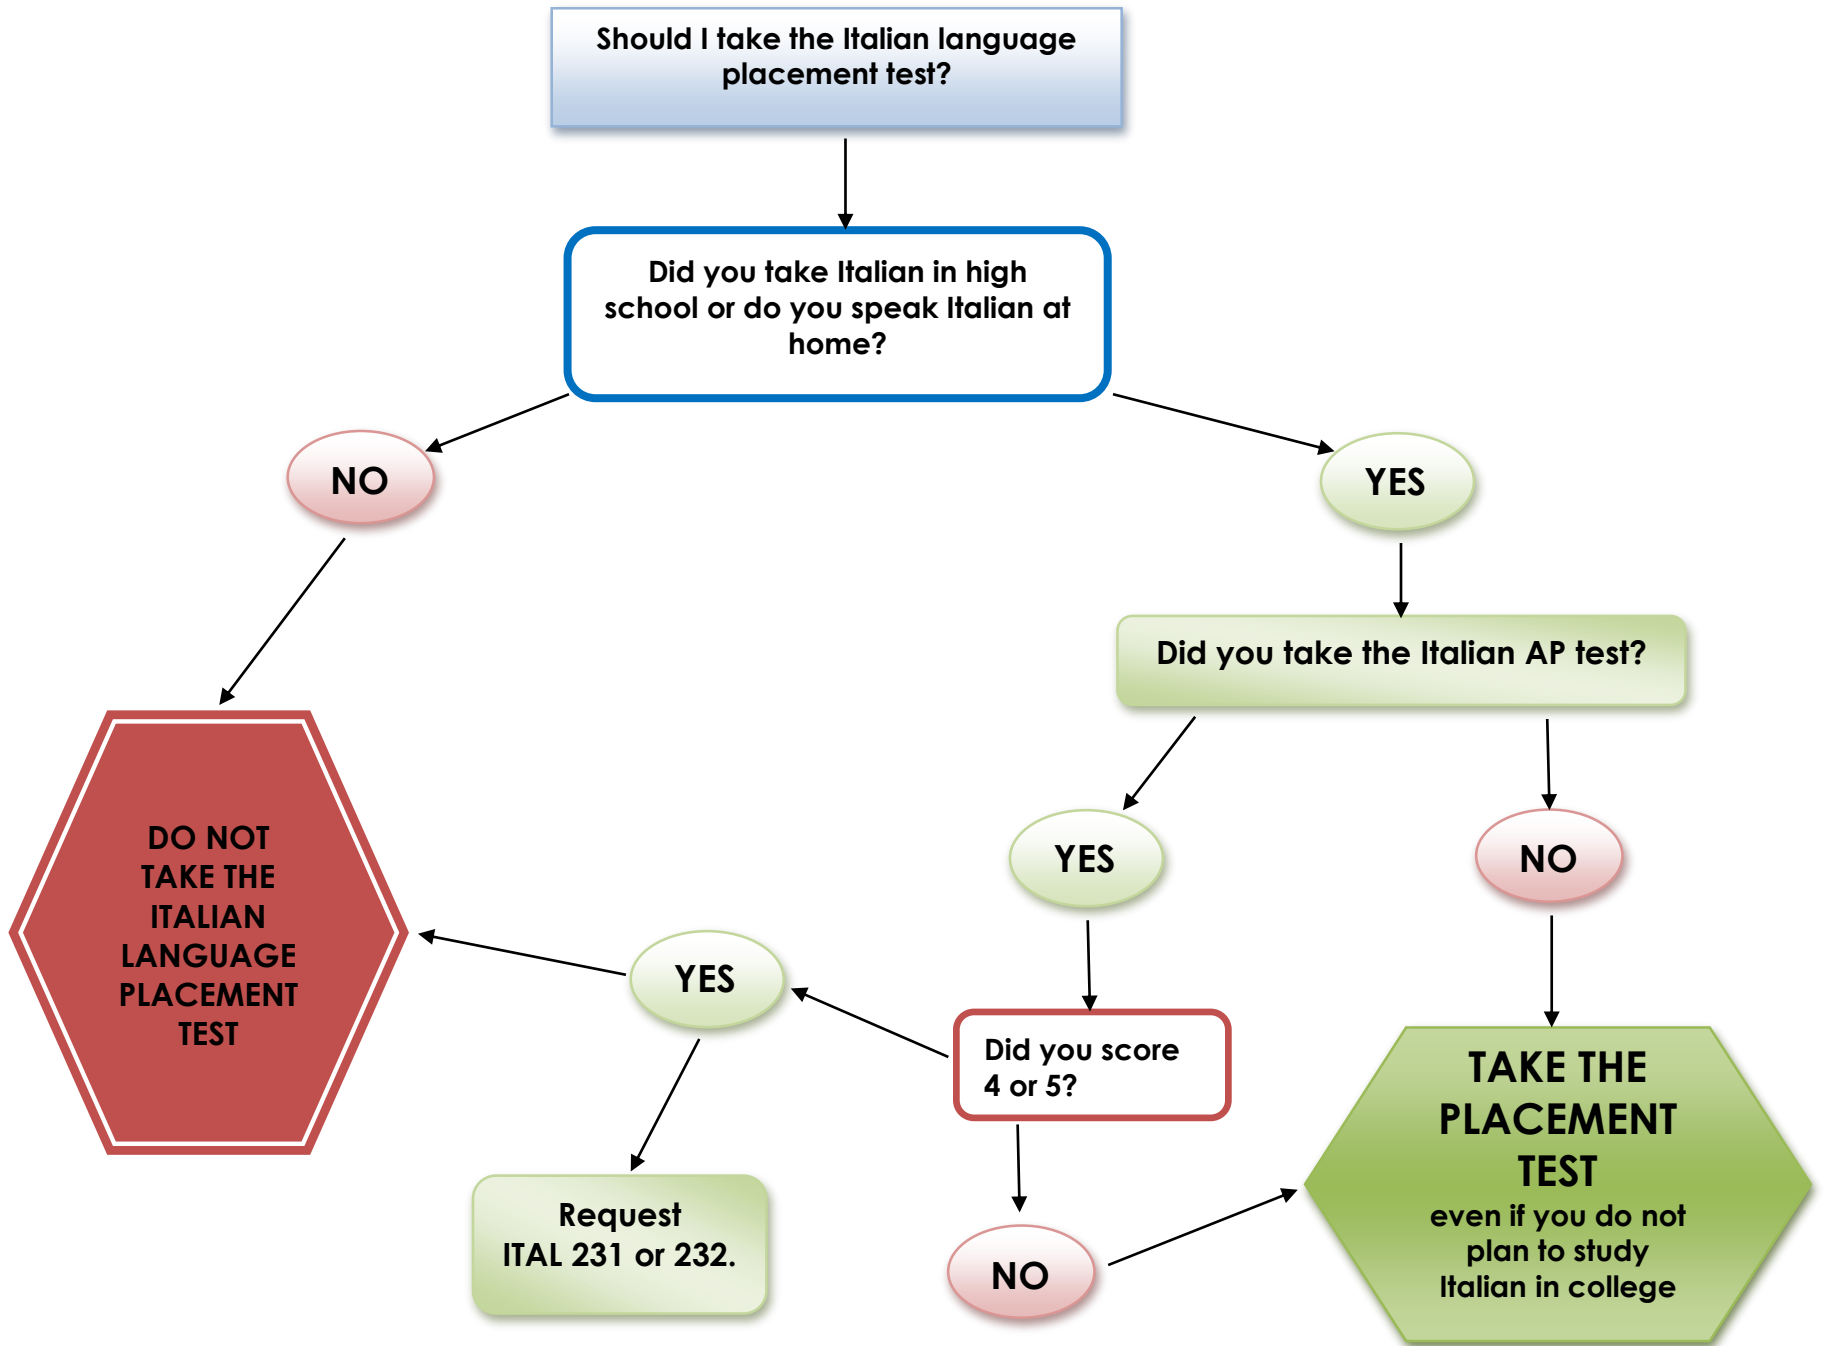 Should I take the Italian language
placement test?
Did you take Italian in high
school or do you speak Italian at
home?
NO
YES
Did you take the Italian AP test?
YES
NO
DO NOT
TAKE THE
ITALIAN
LANGUAGE
PLACEMENT
TEST
YES
Did you score
4 or 5?
TAKE THE
PLACEMENT
TEST
even if you do not
plan to study
Italian in college
Request
ITAL 231 or 232.
NO